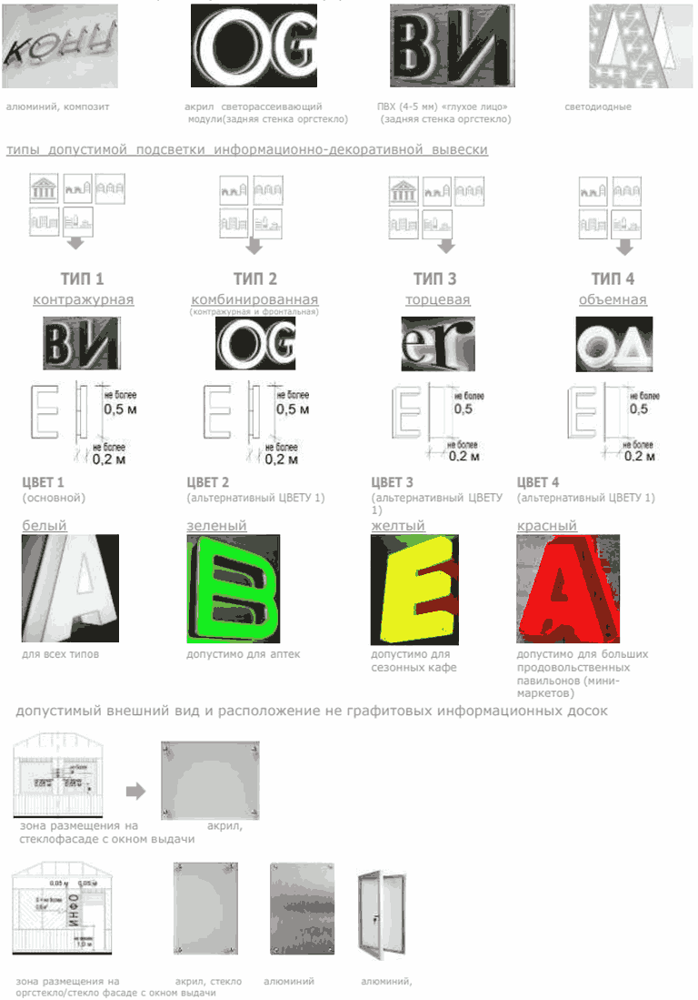 алюминий, композит
акрил светорассеивающий
модули(задняя стенка оргстекло)
ПВХ (4-5 мм) «глухое лицо»
(задняя стенка оргстекло)
светодиодные
типы допустимой подсветки информационно-декоративной вывески
ТИП 1
ТИП 2
ТИП 3
ТИП 4
контражурная
комбинированная
(контражурная и фронтальная)
торцевая
объемная
ВИ
OG
er
ОД
не более
0,5 м
не более
0,5 м
не более
0,5
не более
0,5
не более
0,2 м
не более
0,2 м
не более
0,2 м
не более
0,2 м
ЦВЕТ 1
(основной)
ЦВЕТ 2
(альтернативный ЦВЕТУ 1)
ЦВЕТ 3
(альтернативный ЦВЕТУ
1)
ЦВЕТ 4
(альтернативный ЦВЕТУ 1)
белый
зеленый
желтый
красный
А
В
Е
А
для всех типов
допустимо для аптек
допустимо для
сезонных кафе
допустимо для больших
продовольственных
павильонов (мини-
маркетов)
допустимый внешний вид и расположение не графитовых информационных досок
зона размещения на
стеклофасаде с окном выдачи
акрил,
0,05 м 0,05 м
ИНФО
1,0 м
зона размещения на
оргстекло/стекло фасаде с окном выдачи
акрил, стекло
алюминий
алюминий,